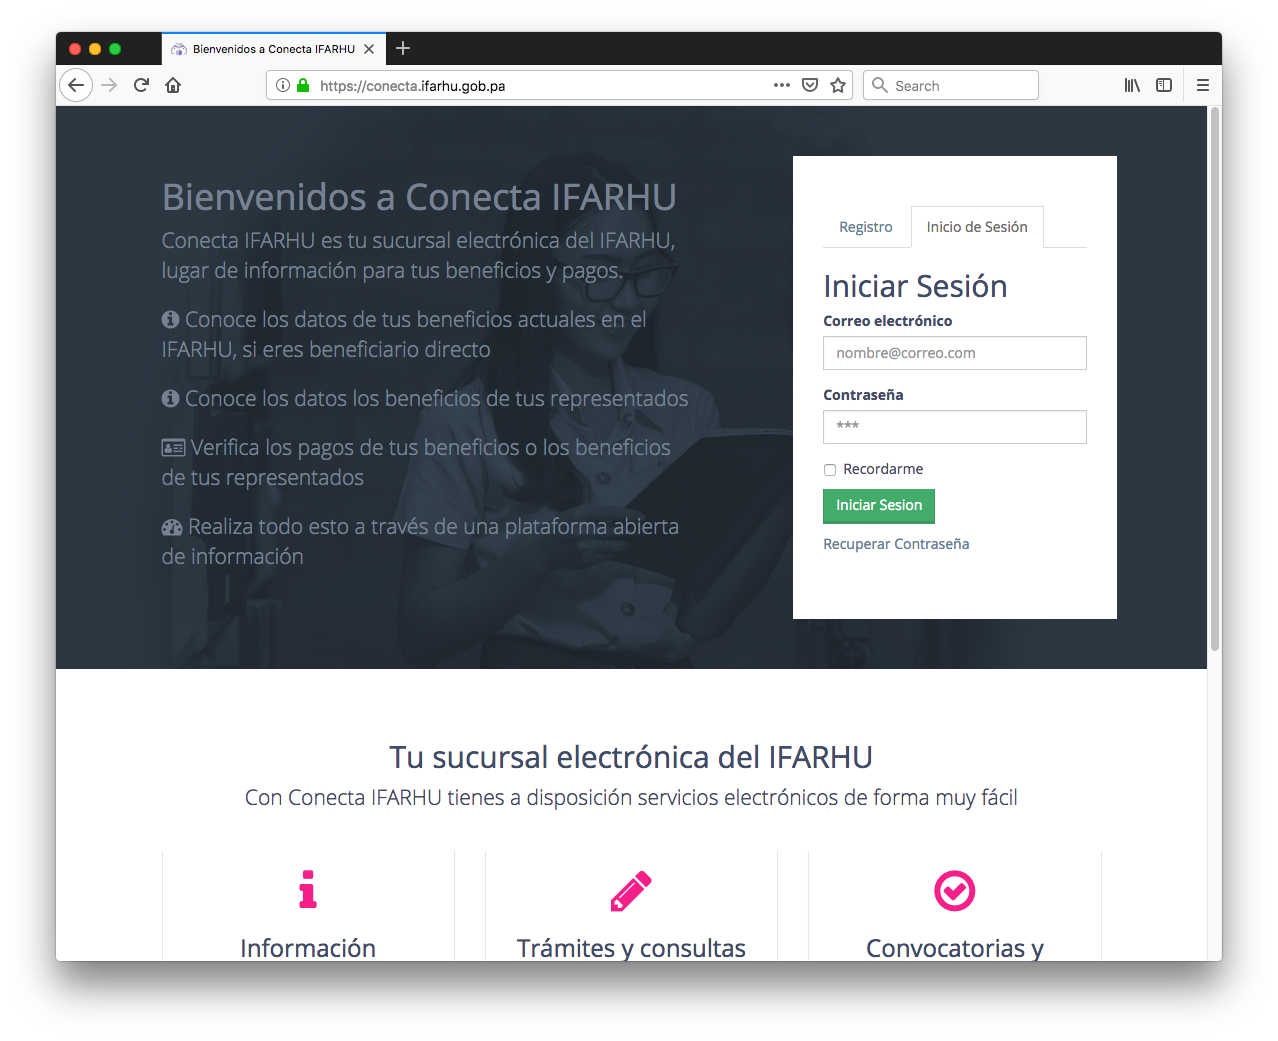 Bienvenidos a Conecta IFARHU
https://conecta.ifarhu.gob.pa
Search
Bienvenidos a Conecta IFARHU
Conecta IFARHU es tu sucursal electrónica del IFARHU,
lugar de información para tus beneficios y pagos.
Conoce los datos de tus beneficios actuales en el
IFARHU, si eres beneficiario directo
Conoce los datos los beneficios de tus representados
Verifica los pagos de tus beneficios o los beneficios
de tus representados
Realiza todo esto a través de una plataforma abierta
de información
Registro
Inicio de Sesión
Iniciar Sesión
Correo electrónico
nombre@correo.com
Contraseña
***
Recordarme
Iniciar Sesion
Recuperar Contraseña
Tu sucursal electrónica del IFARHU
Con Conecta IFARHU tienes a disposición servicios electrónicos de forma muy fácil
Información
Trámites y consultas
Convocatorias y